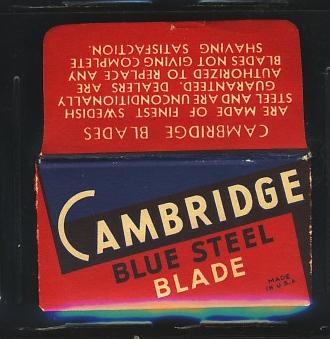 CAMBRIDGE BLADES
ARE MADE OF FINEST SWEDISH
STEEL AND ARE UNCONDITIONALLY
GUARANTEED. DEALERS ARE
AUTHORIZED TO REPLACE ANY
BLADES NOT GIVING COMPLETE
SHAVING SATISFACTION.
CAMBRIDGE
BLUE STEEL
BLADE
MADE
IN U.S.A.